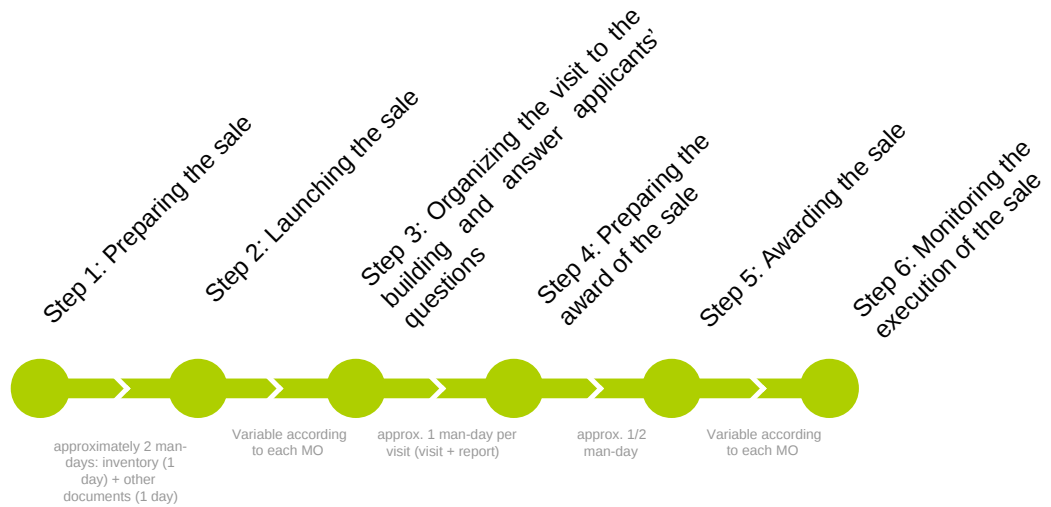 Step 1: Preparing the sale
Step 2: Launching the sale
Step 3: Organizing the visit to the
building and answer applicants’
questions
Step 4: Preparing the
award of the sale
Step 5: Awarding the sale
Step 6: Monitoring the
execution of the sale
approximately 2 man-
days: inventory (1
day) + other
documents (1 day)
Variable according
to each MO
approx. 1 man-day per
visit (visit + report)
approx. 1/2
man-day
Variable according
to each MO